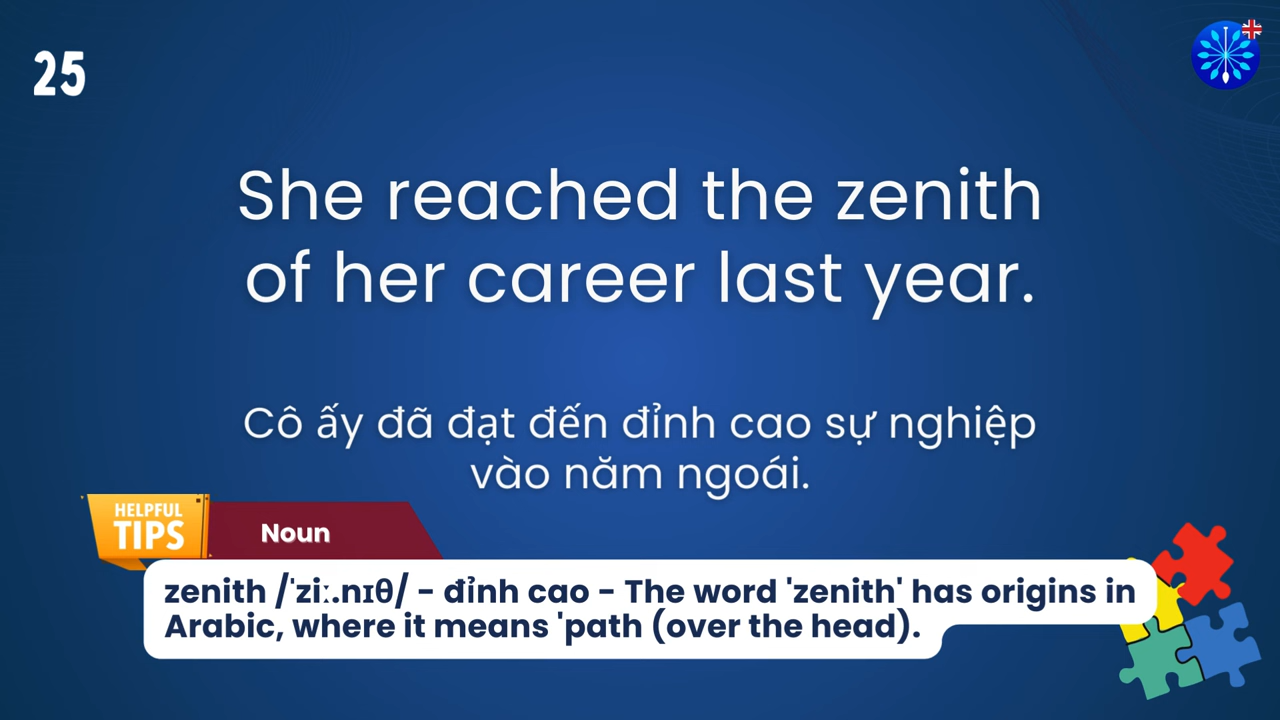 25
She reached the zenith
of her career last year.
Cô ấy đã đạt đến đỉnh cao sự nghiệp
vào năm ngoái.
HELPFUL
TIPS
Noun
zenith /ˈziː.nɪθ/ - đỉnh cao - The word 'zenith' has origins in
Arabic, where it means 'path (over the head).